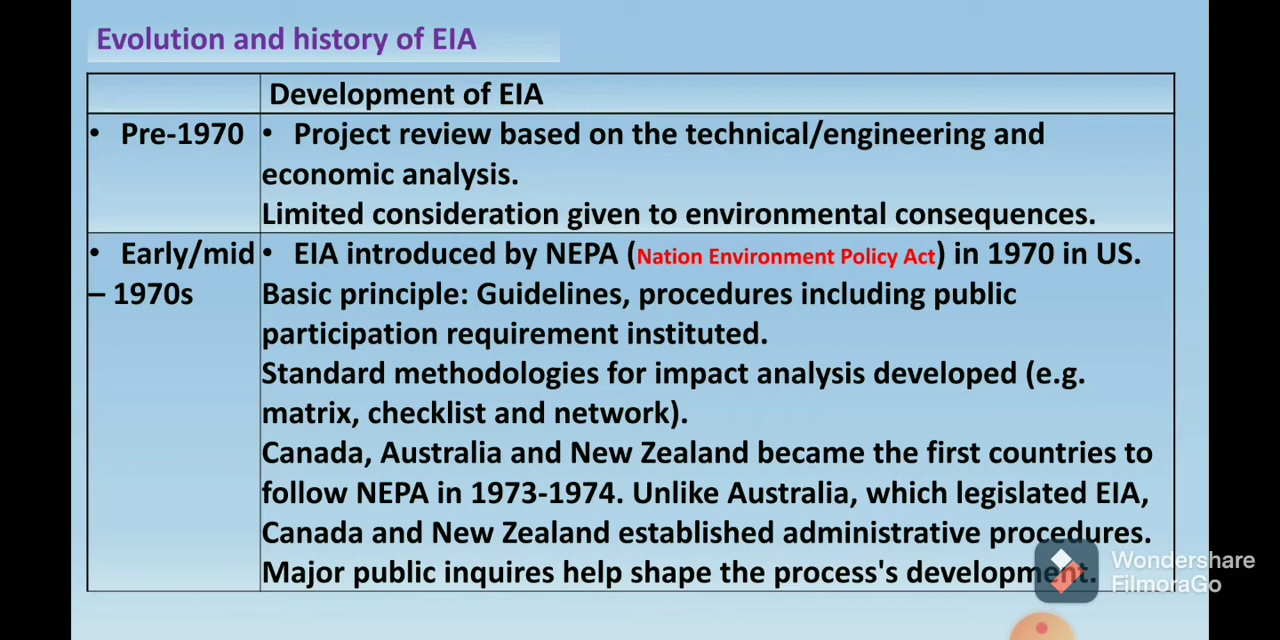 Evolution and history of EIA
Development of EIA
• Pre-1970
• Project review based on the technical/engineering and
economic analysis.
Limited consideration given to environmental consequences.
• Early/mid
– 1970s
• EIA introduced by NEPA (Nation Environment Policy Act) in 1970 in US.
Basic principle: Guidelines, procedures including public
participation requirement instituted.
Standard methodologies for impact analysis developed (e.g.
matrix, checklist and network).
Canada, Australia and New Zealand became the first countries to
follow NEPA in 1973-1974. Unlike Australia, which legislated EIA,
Canada and New Zealand established administrative procedures.
Major public inquires help shape the process's development.
Wondershare
FilmoraGo